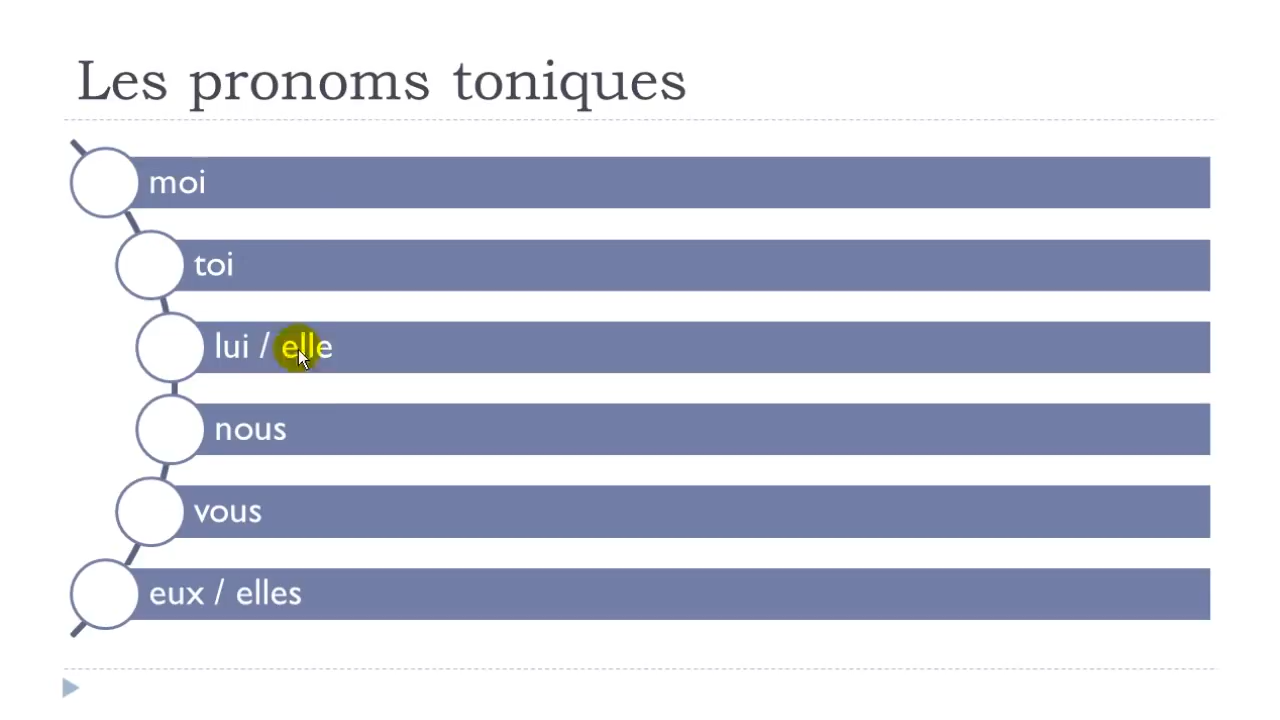 Les pronoms toniques
moi
toi
lui / elle
nous
vous
eux / elles